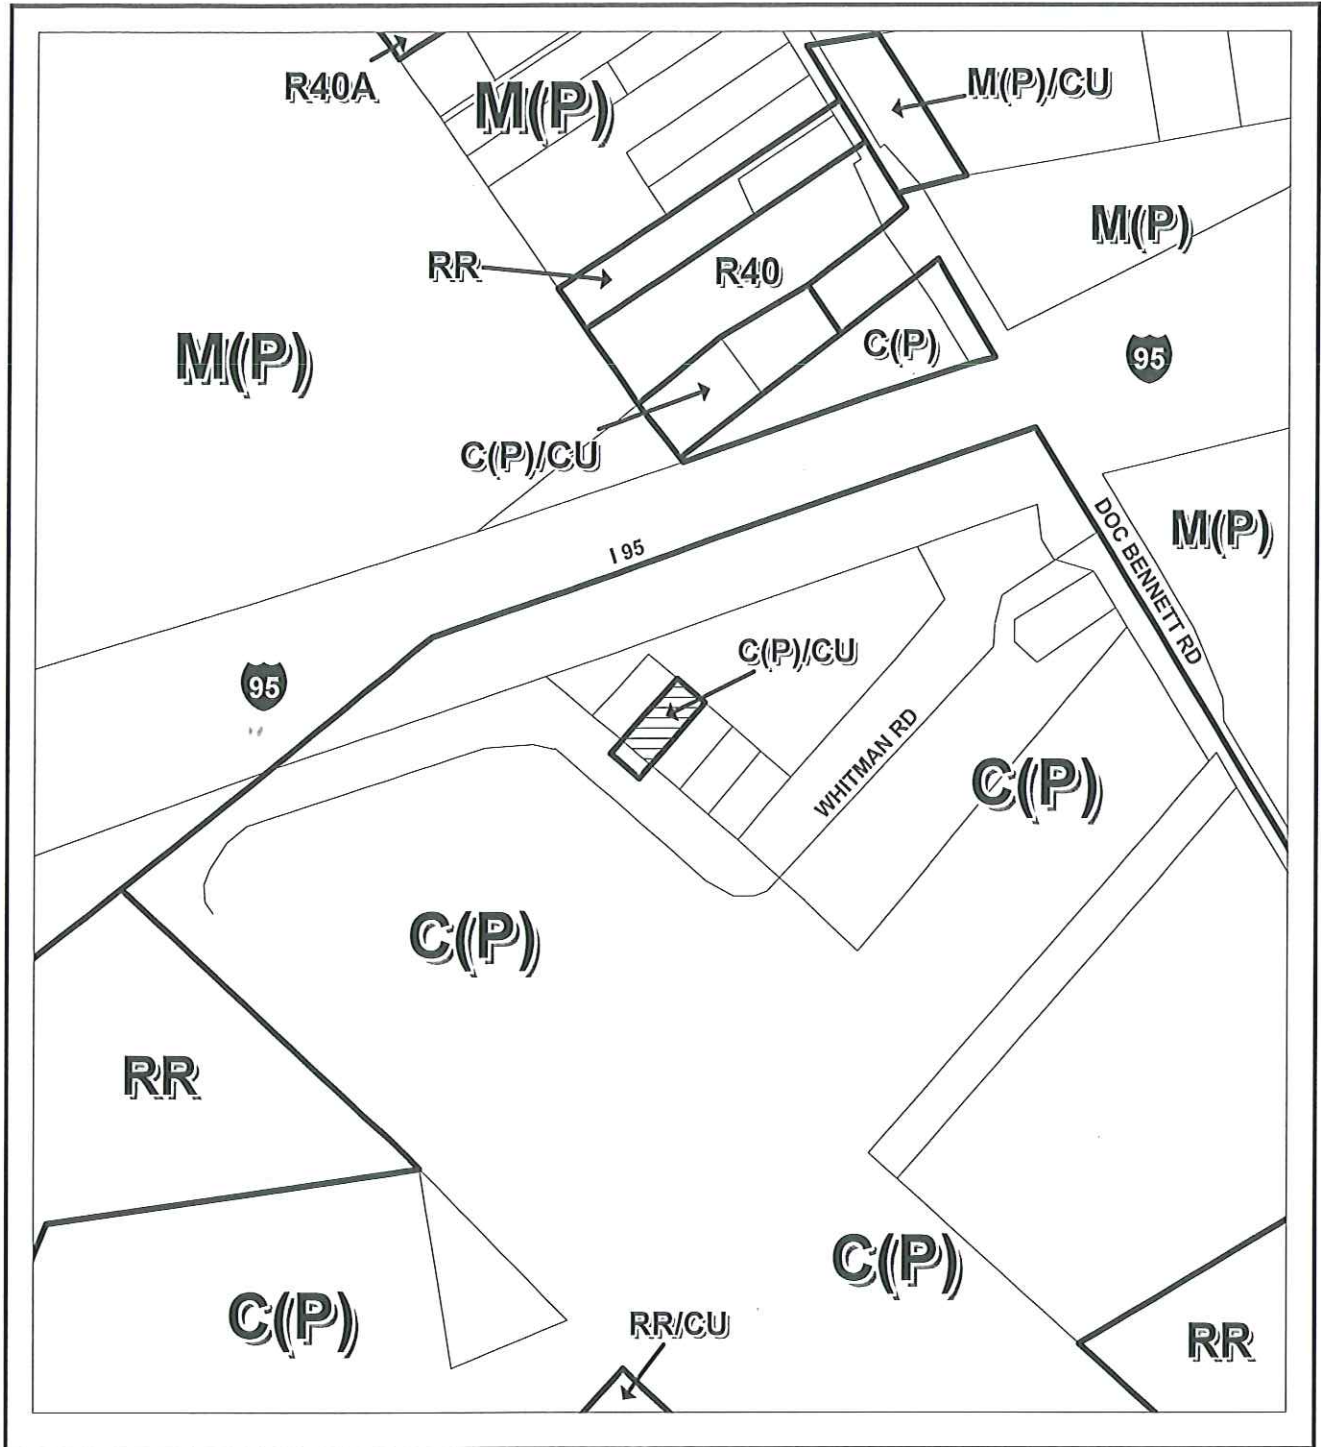 R40A
M(P)
M(P)/CU
M(P)
RR
R40
M(P)
C(P)
95
C(P)/CU
M(P)
DOC BENNETT RD
I 95
C(P)/CU
95
WHITMAN RD
C(P)
C(P)
RR
C(P)
C(P)
RR/CU
RR